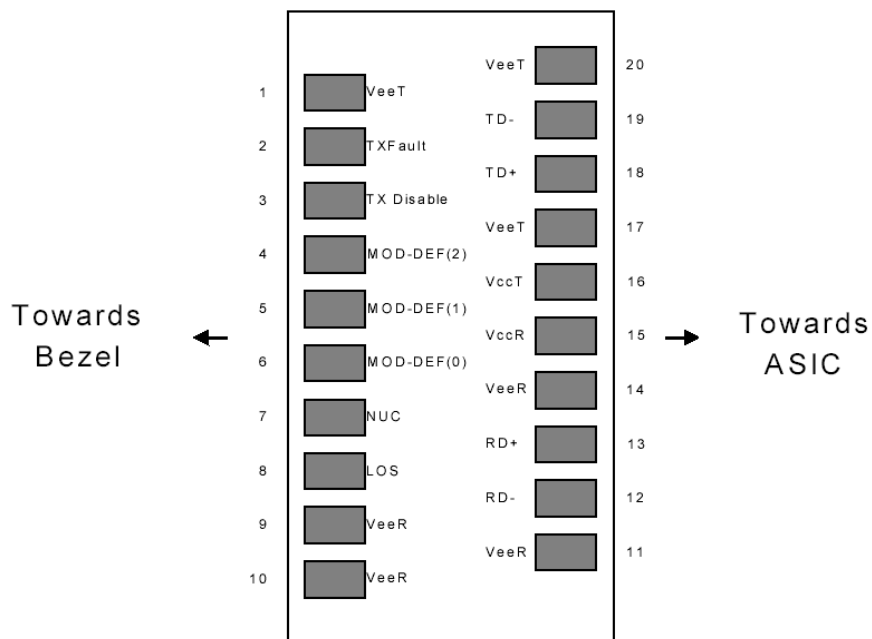 VeeT 20
1 VeeT
TD- 19
2 TXFault
TD+ 18
3 TX Disable
VeeT 17
4 MOD-DEF(2)
VccT 16
5 MOD-DEF(1)
Towards
Bezel
VccR 15
Towards
ASIC
6 MOD-DEF(0)
VeeR 14
7 NUC
RD+ 13
8 LOS
RD- 12
9 VeeR
VeeR 11
10 VeeR